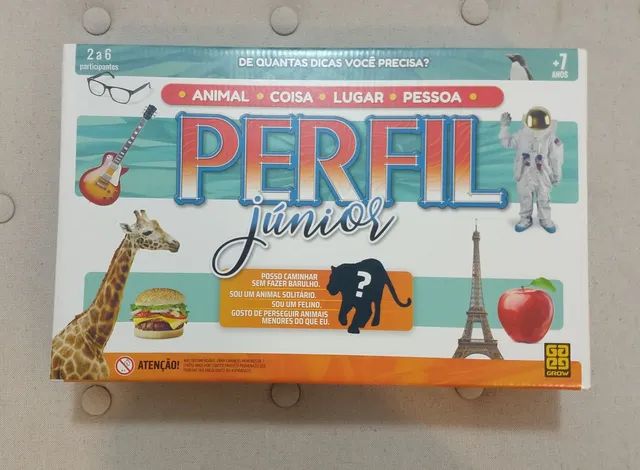 DE QUANTAS DICAS VOCÊ PRECISA?
2 a 6
participantes
+7
ANOS
• ANIMAL • COISA • LUGAR • PESSOA •
PERFIL
júnior
POSSO CAMINHAR
SEM FAZER BARULHO.
SOU UM ANIMAL SOLITÁRIO.
SOU UM FELINO.
GOSTO DE PERSEGUIR ANIMAIS
MENORES DO QUE EU.
?
ATENÇÃO!
GROW